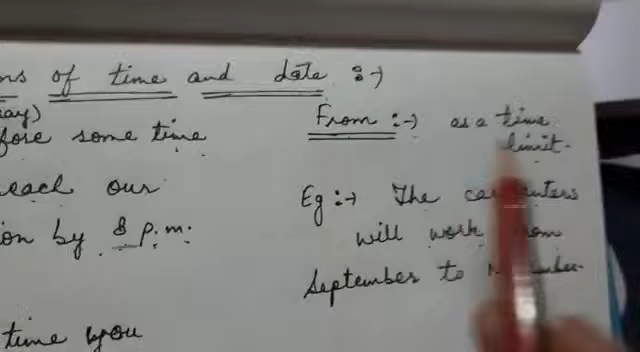 ns of time and date :-)
ay)
fore some time
each our
on by 8 p.m.
time you
From :-) as a time
limit.
Eg :-) The
will work
September to